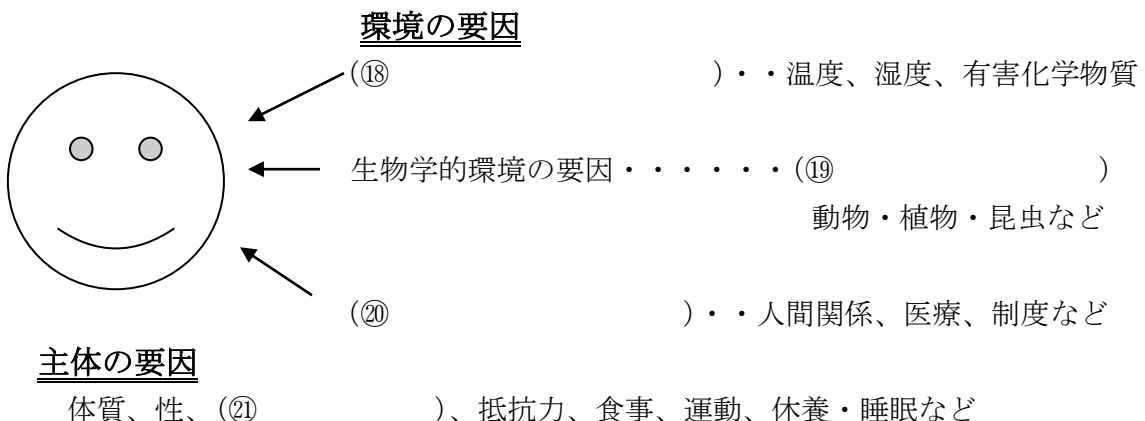 環境の要因
(⑱　　　　　　　　　　　)・・温度、湿度、有害化学物質
生物学的環境の要因・・・・・・(⑲　　　　　　　　　)
動物・植物・昆虫など
(⑳　　　　　　　　　　)・・人間関係、医療、制度など
主体の要因
体質、性、(㉑　　　　　　)、抵抗力、食事、運動、休養・睡眠など